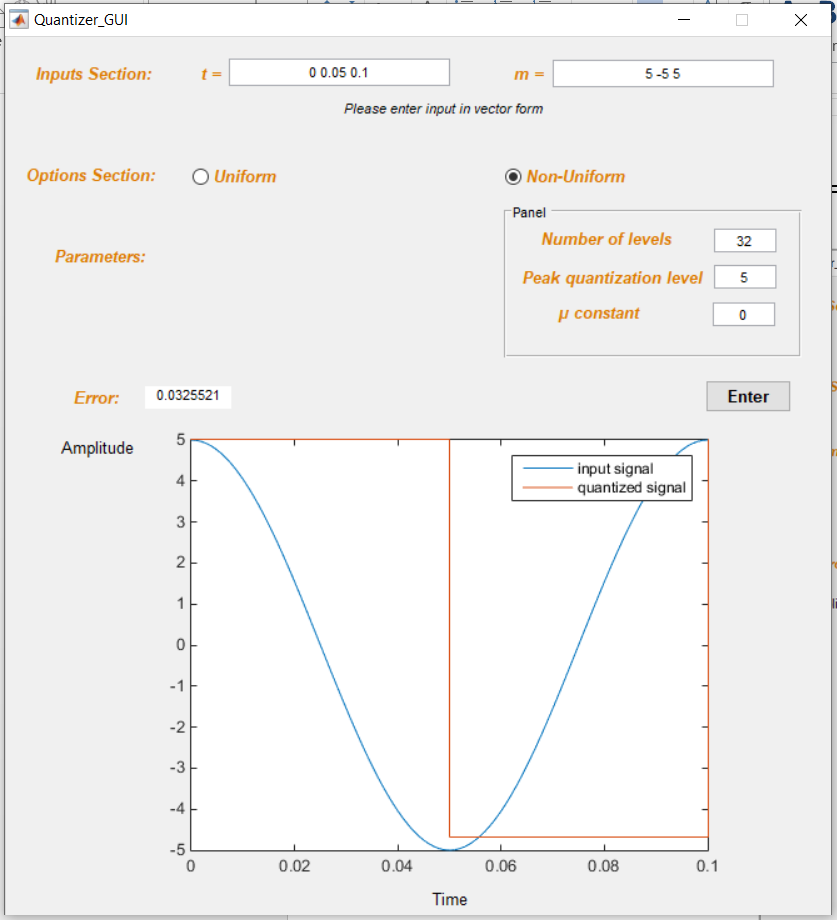 Quantizer_GUI
Inputs Section: t = 0 0.05 0.1 m = 5 -5 5
Please enter input in vector form
Options Section: Uniform Non-Uniform
Panel
Number of levels 32
Parameters:
Peak quantization level 5
μ constant 0
Error: 0.0325521 Enter
Amplitude
5
4
3
2
1
0
-1
-2
-3
-4
-5
input signal
quantized signal
0 0.02 0.04 0.06 0.08 0.1
Time